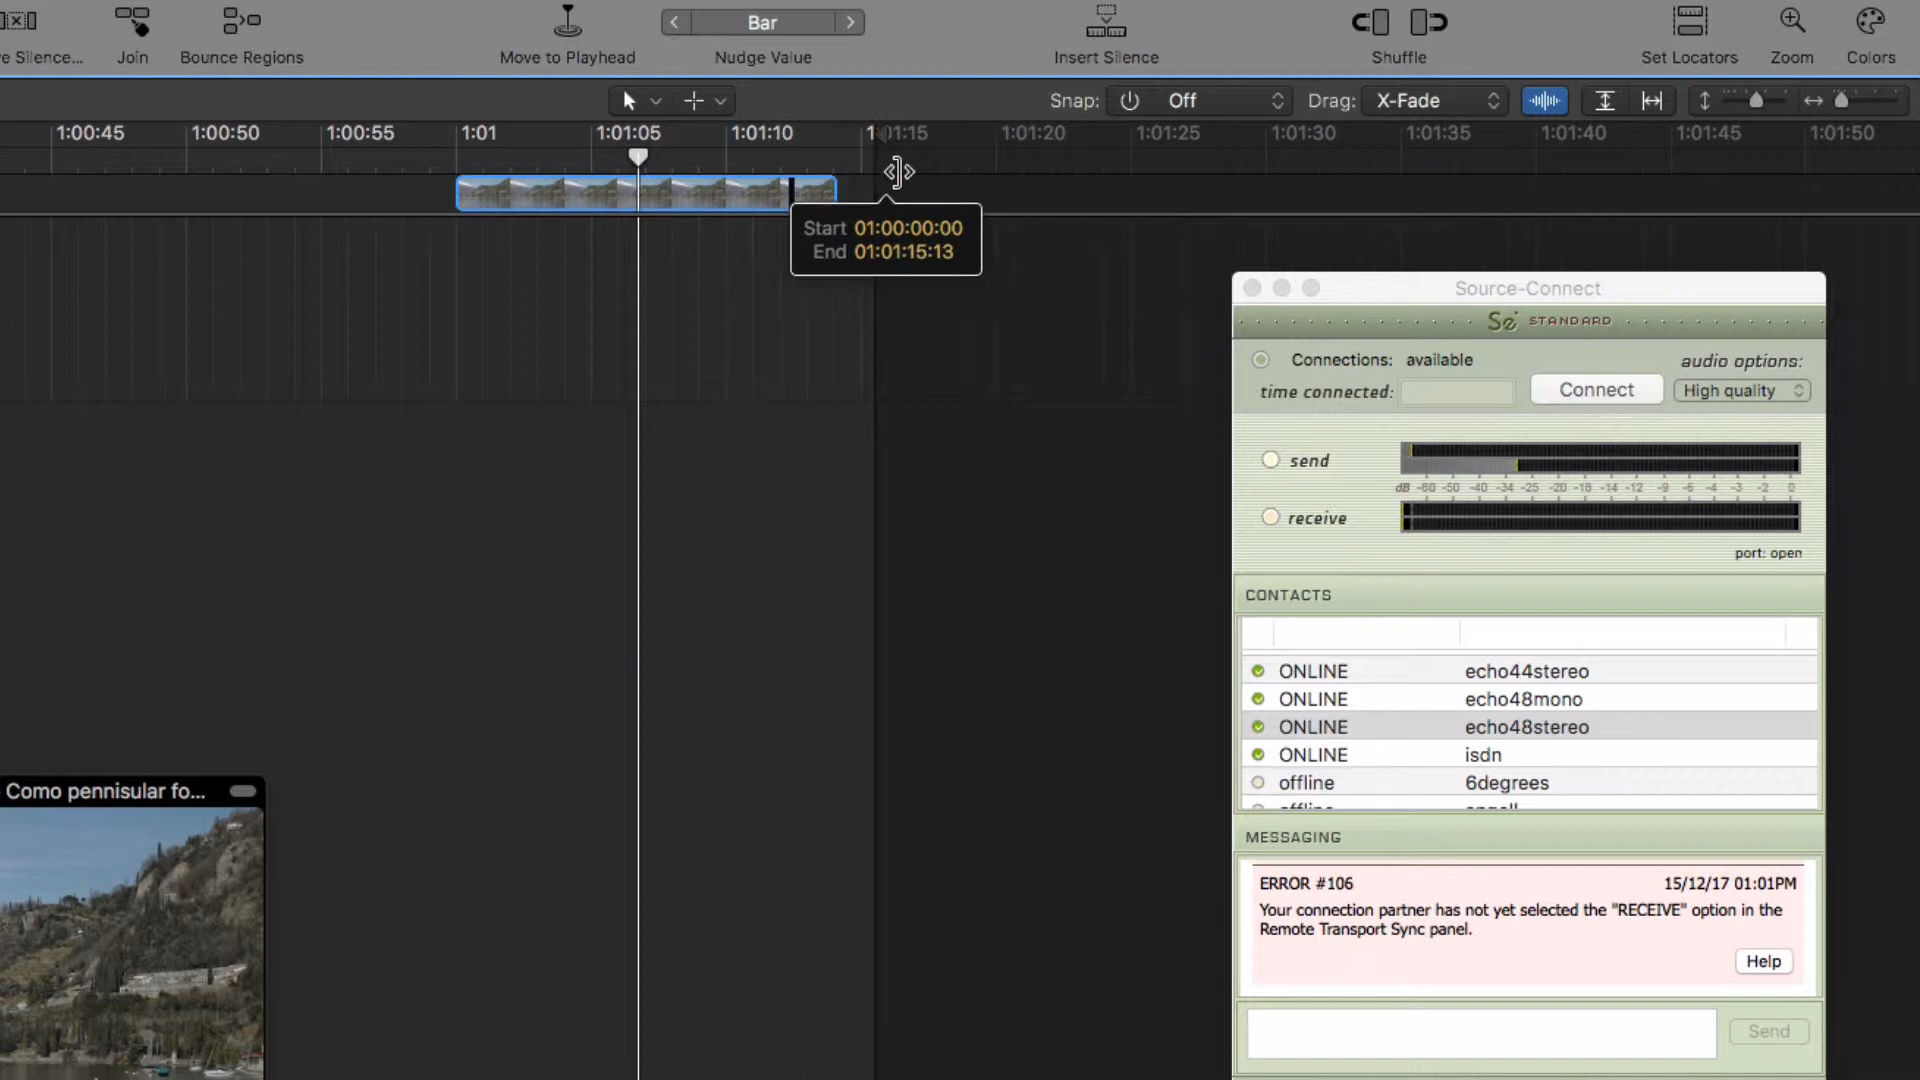 e Silence...
Join
Bounce Regions
Move to Playhead
Bar
Nudge Value
Insert Silence
Shuffle
Set Locators
Zoom
Colors
Snap: Off
Drag: X-Fade
1:00:45 1:00:50 1:00:55 1:01 1:01:05 1:01:10 1:01:15 1:01:20 1:01:25 1:01:30 1:01:35 1:01:40 1:01:45 1:01:50
Start 01:00:00:00
End 01:01:15:13
Source-Connect
STANDARD
Connections: available
audio options:
time connected:
Connect
High quality
send
dB -80 -50 -40 -34 -25 -20 -18 -14 -12 -9 -6 -4 -3 -2 0
receive
port: open
CONTACTS
ONLINE echo44stereo
ONLINE echo48mono
ONLINE echo48stereo
ONLINE isdn
offline 6degrees
offline
MESSAGING
ERROR #106 15/12/17 01:01PM
Your connection partner has not yet selected the "RECEIVE" option in the
Remote Transport Sync panel.
Help
Send
Como pennisular fo...